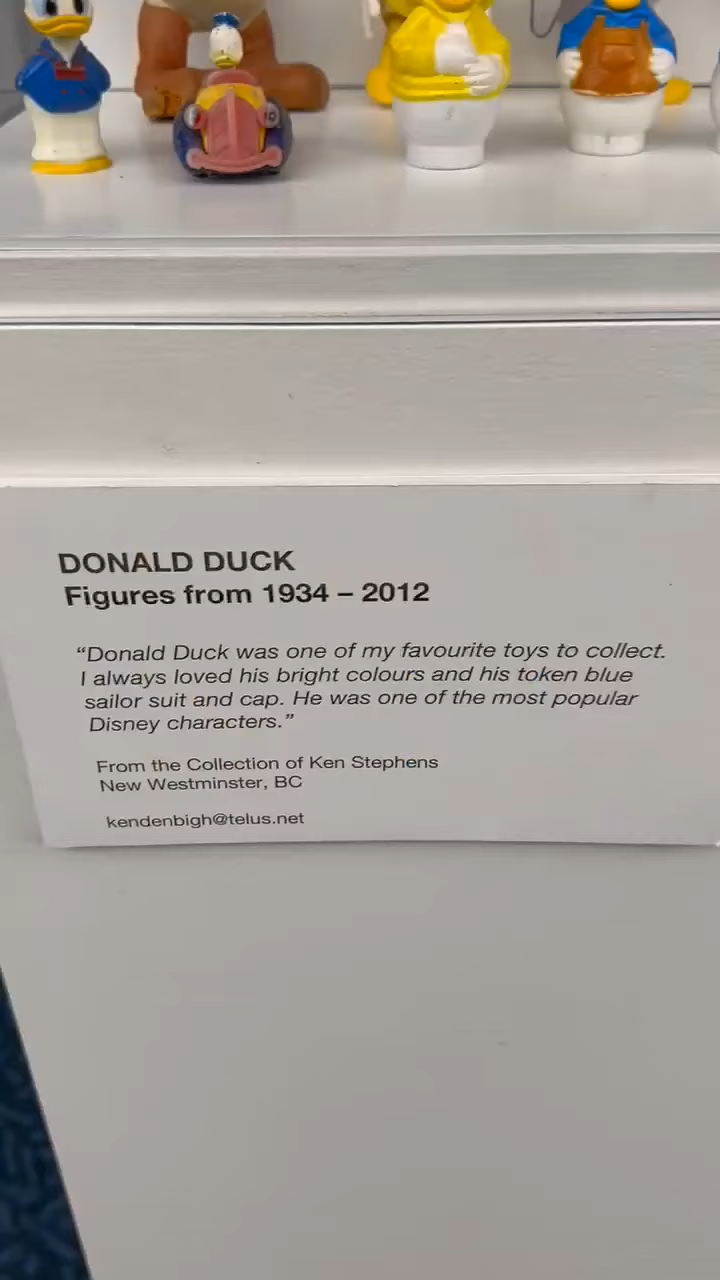 DONALD DUCK
Figures from 1934 – 2012
“Donald Duck was one of my favourite toys to collect.
I always loved his bright colours and his token blue
sailor suit and cap. He was one of the most popular
Disney characters.”
From the Collection of Ken Stephens
New Westminster, BC
kendenbigh@telus.net